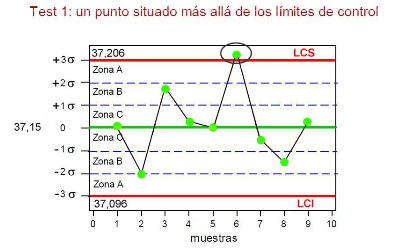 Test 1: un punto situado más allá de los límites de control
37,206
LCS
+3 σ
Zona A
+2 σ
Zona B
+1 σ
Zona C
37,15
0
Zona C
−1 σ
Zona B
−2 σ
Zona A
−3 σ
37,096
LCI
0 1 2 3 4 5 6 7 8 9 10
muestras